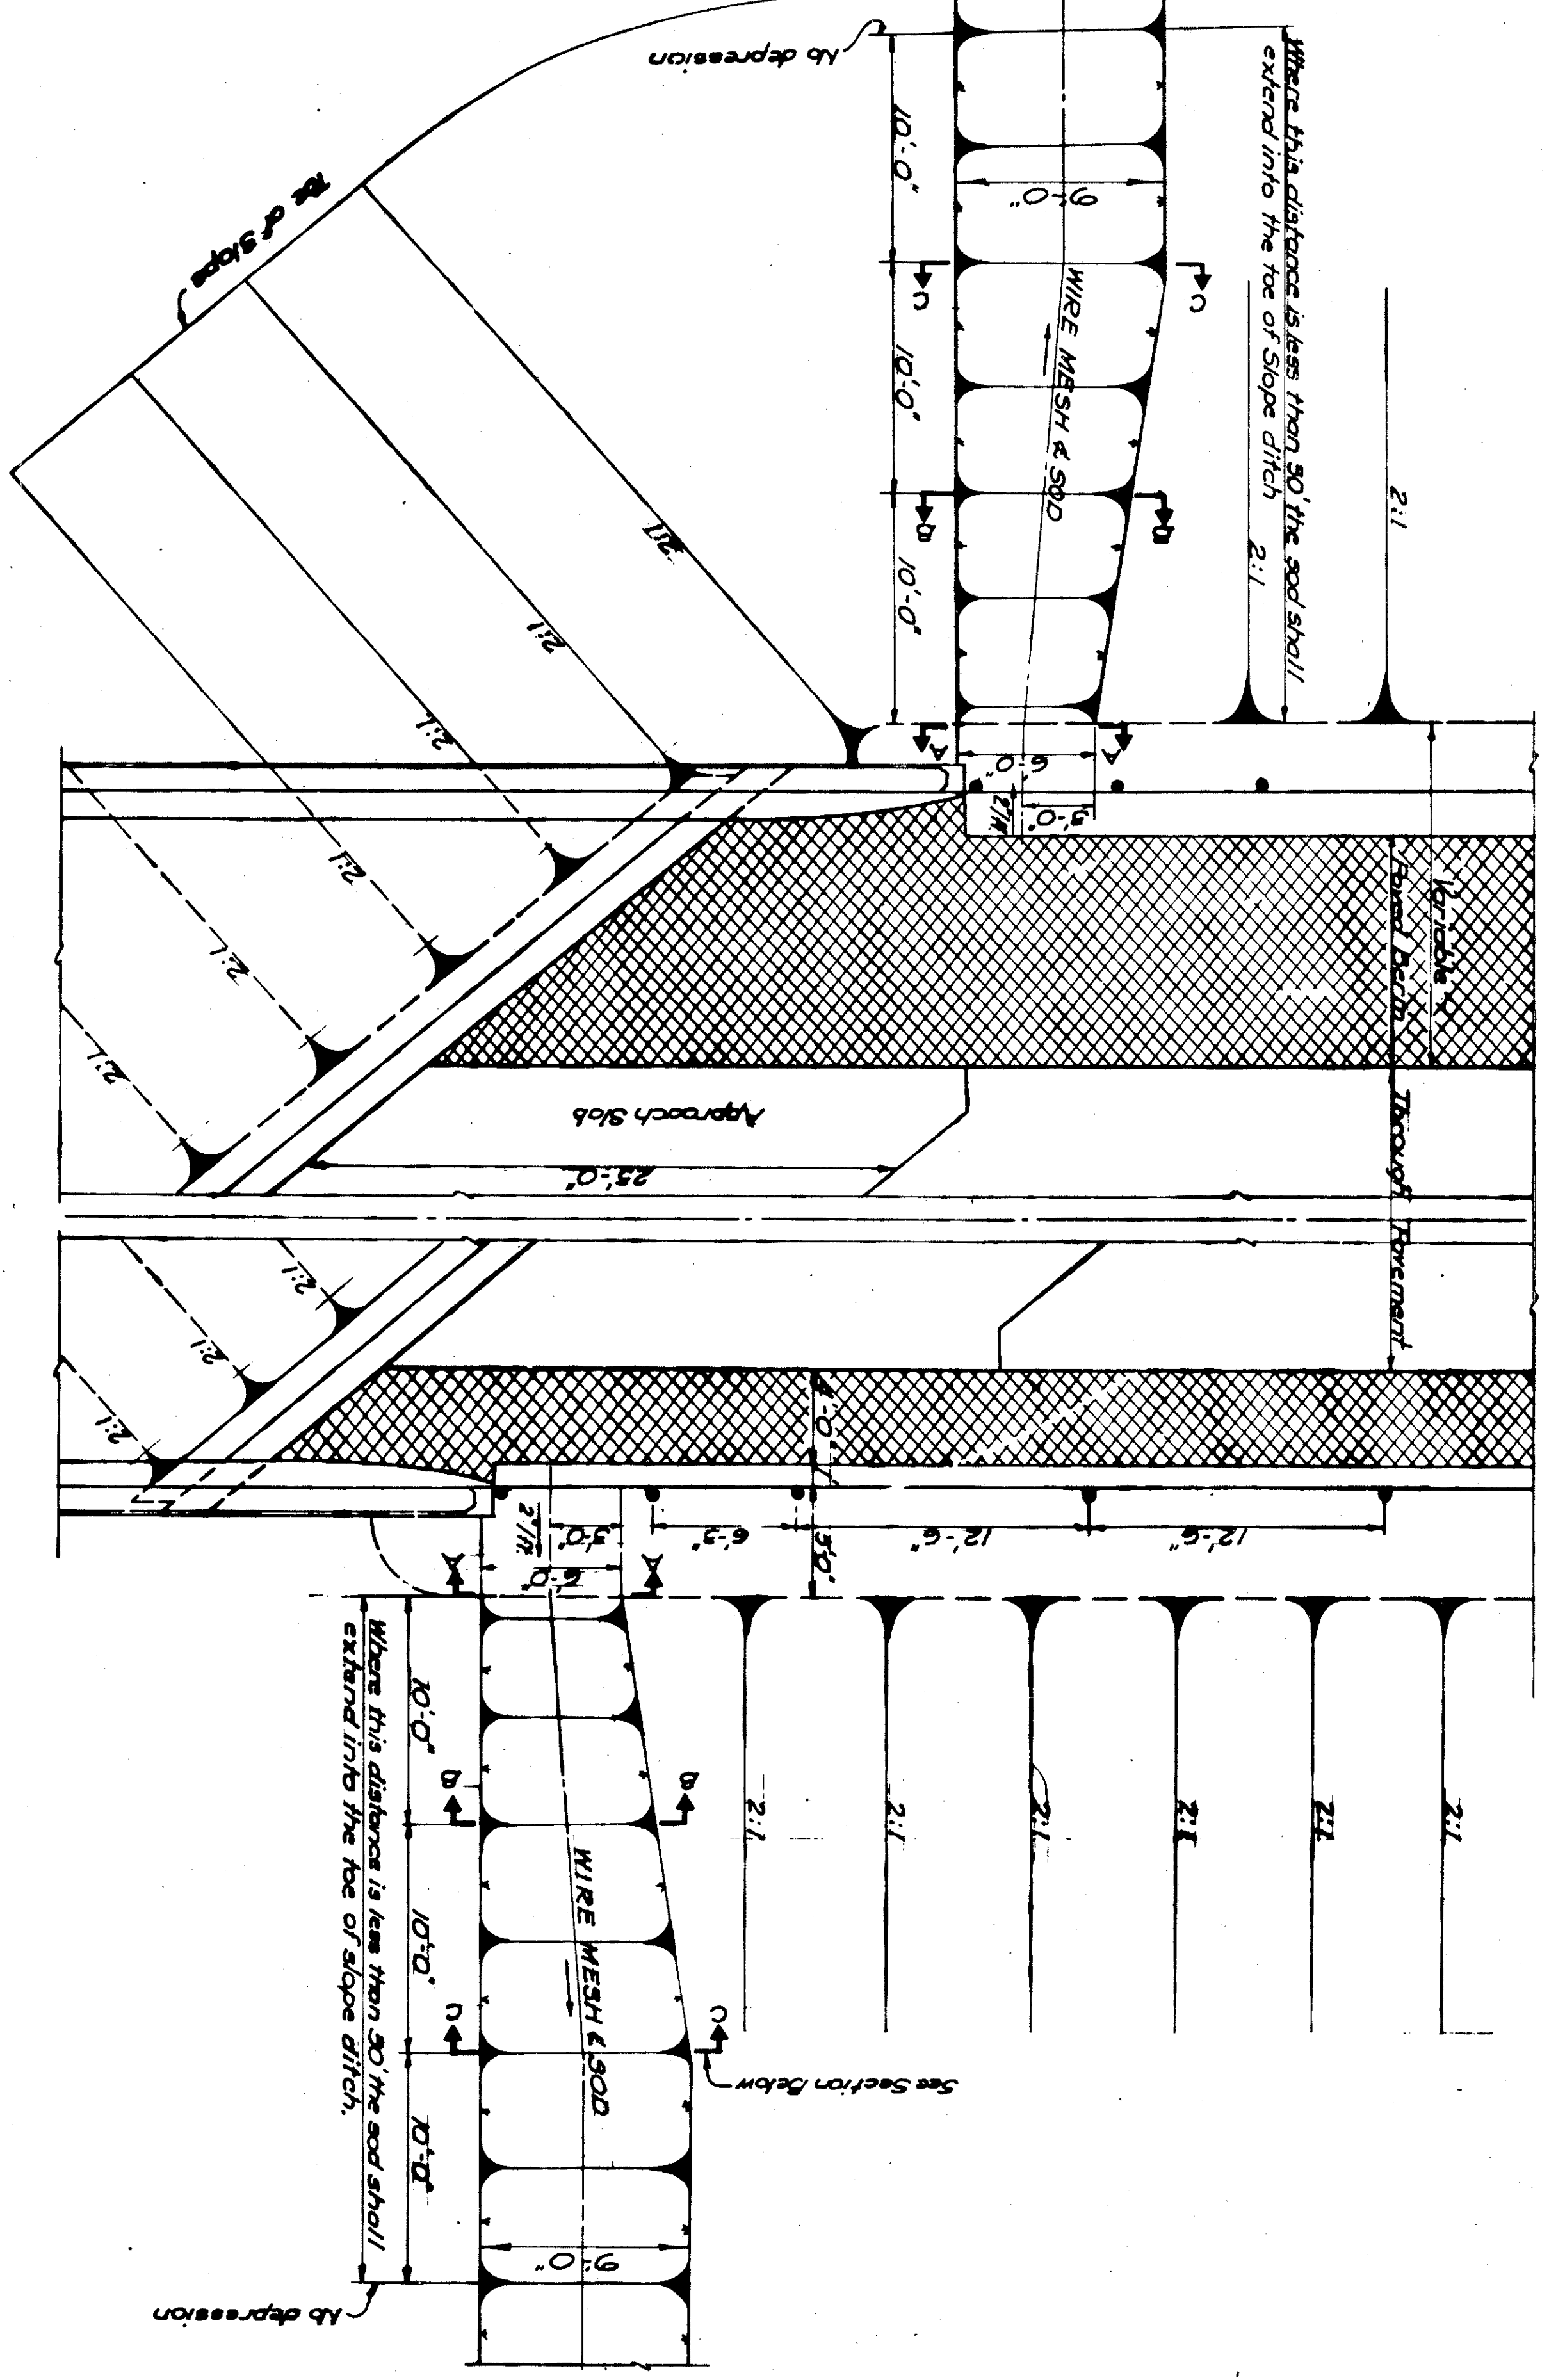 No depression
10'-0"
9'-0"
Where this distance is less than 30' the sod shall
extend into the toe of Slope ditch
C
C
Toe of Slope
WIRE MESH & SOD
10'-0"
2:1
2:1
B
B
10'-0"
2:1
2:1
2:1
A
A
6'-0"
3'-0"
2"/ft.
2:1
2:1
2:1
Variable
Paved Berm
Approach Slab
25'-0"
Through Pavement
2:1
2:1
2:1
4'-0"
12'-6"
12'-6"
6'-3"
3'-0"
3'-0"
2"/ft.
6'-0"
A
A
Where this distance is less than 30' the sod shall
extend into the toe of slope ditch.
10'-0"
B
B
2:1
2:1
2:1
2:1
2:1
2:1
WIRE MESH & SOD
10'-0"
C
C
See Section Below
10'-0"
9'-0"
No depression